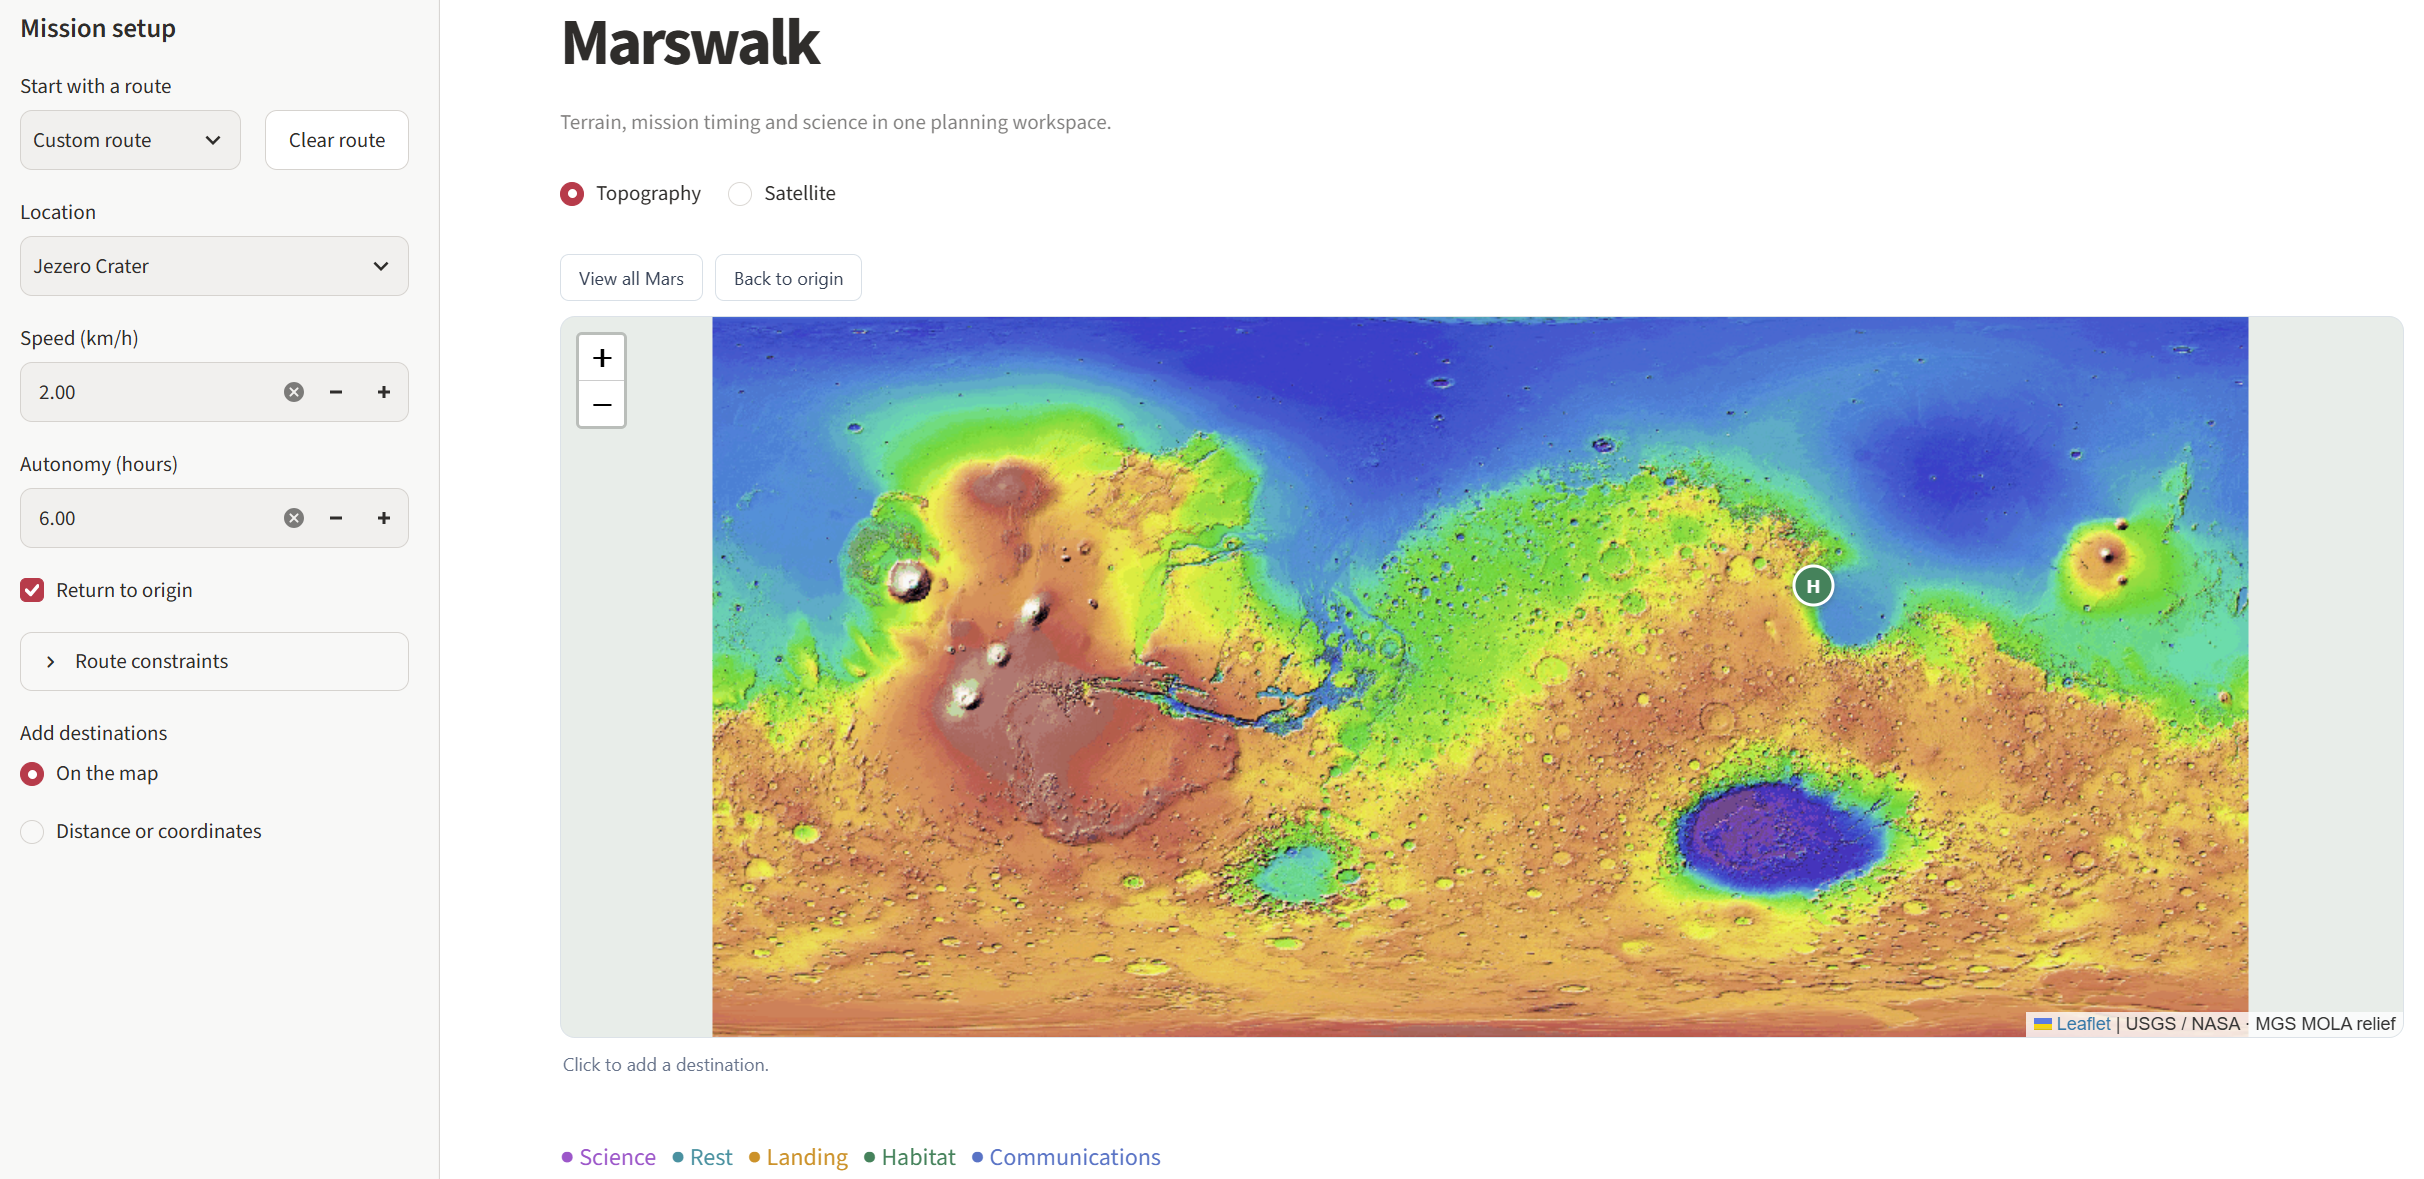 Mission setup
Start with a route
Custom route
Clear route
Location
Jezero Crater
Speed (km/h)
2.00
Autonomy (hours)
6.00
Return to origin
Route constraints
Add destinations
On the map
Distance or coordinates
Marswalk
Terrain, mission timing and science in one planning workspace.
Topography Satellite
View all Mars Back to origin
+
−
H
Leaflet | USGS / NASA · MGS MOLA relief
Click to add a destination.
Science Rest Landing Habitat Communications